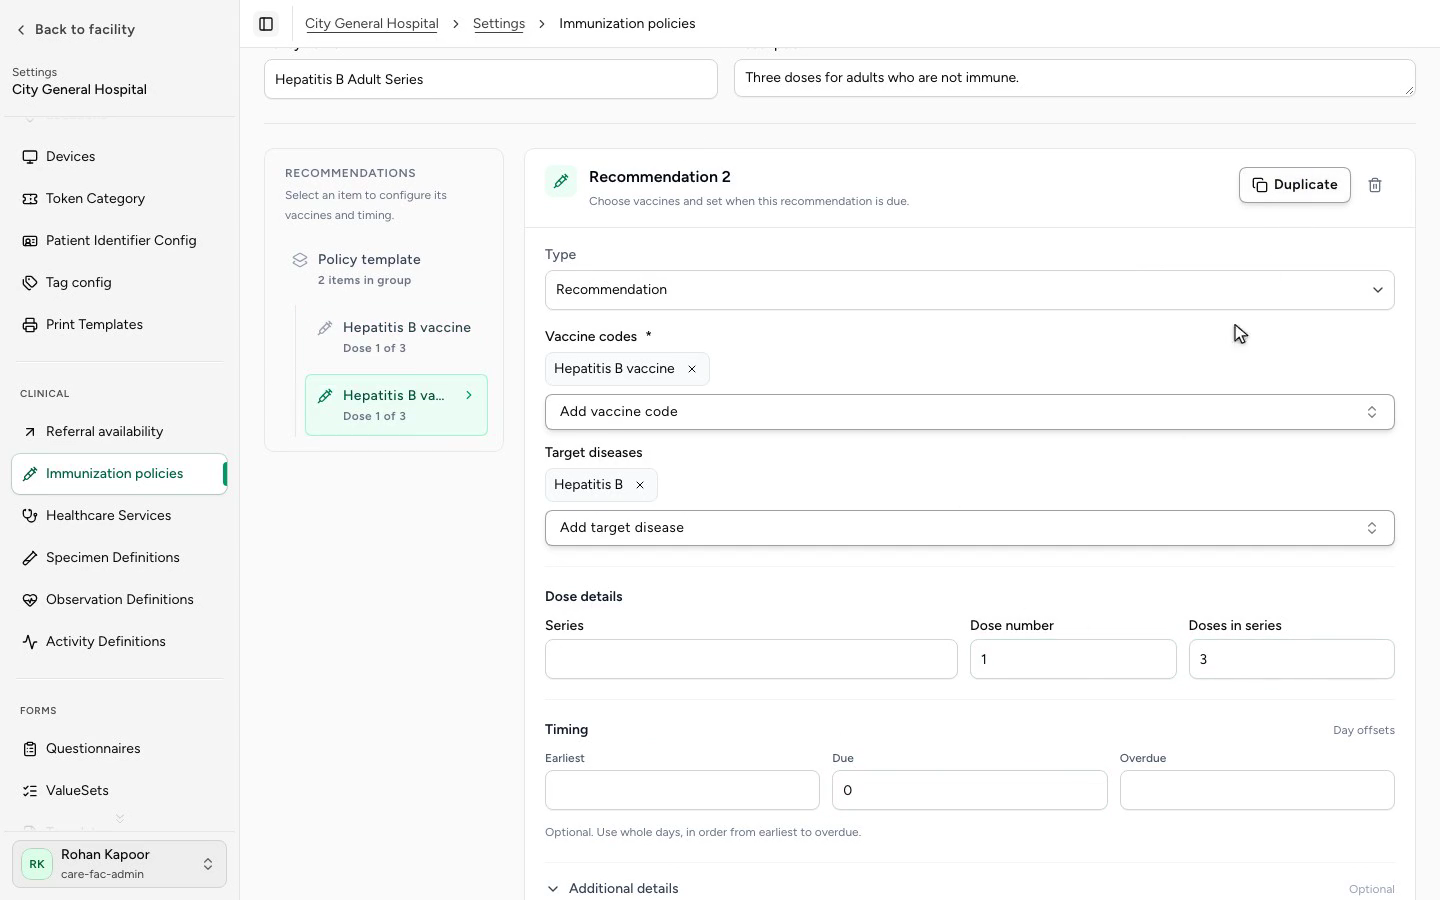 Back to facility
Settings
City General Hospital
Devices
Token Category
Patient Identifier Config
Tag config
Print Templates
CLINICAL
Referral availability
Immunization policies
Healthcare Services
Specimen Definitions
Observation Definitions
Activity Definitions
FORMS
Questionnaires
ValueSets
RK
Rohan Kapoor
care-fac-admin
City General Hospital > Settings > Immunization policies
Hepatitis B Adult Series
Three doses for adults who are not immune.
RECOMMENDATIONS
Select an item to configure its
vaccines and timing.
Policy template
2 items in group
Hepatitis B vaccine
Dose 1 of 3
Hepatitis B va...
Dose 1 of 3
Recommendation 2
Choose vaccines and set when this recommendation is due.
Duplicate
Type
Recommendation
Vaccine codes *
Hepatitis B vaccine
Add vaccine code
Target diseases
Hepatitis B
Add target disease
Dose details
Series Dose number Doses in series
1 3
Timing Day offsets
Earliest Due Overdue
0
Optional. Use whole days, in order from earliest to overdue.
Additional details Optional